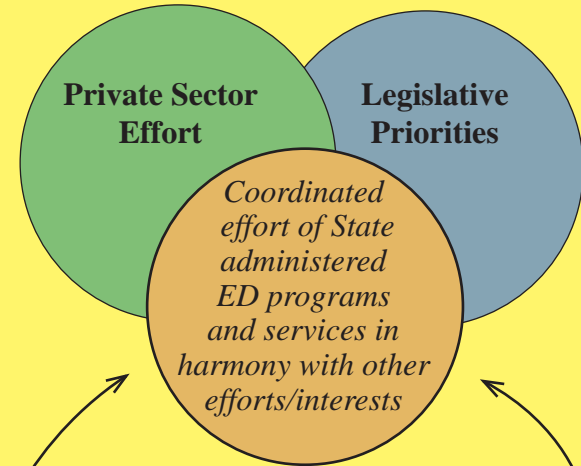 Private Sector
Effort
Legislative
Priorities
Coordinated
effort of State
administered
ED programs
and services in
harmony with other
efforts/interests